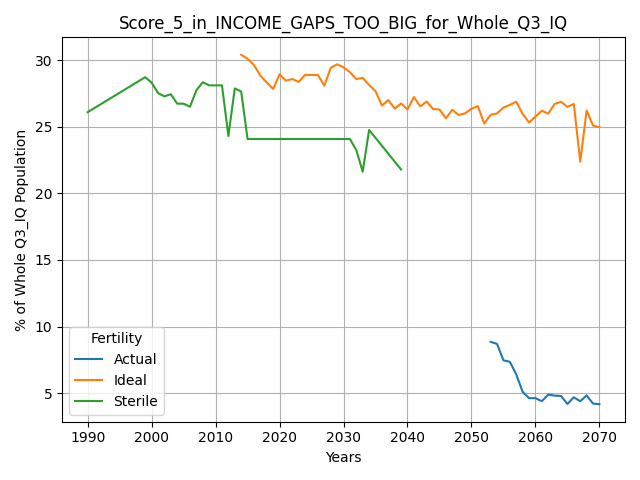 Score_5_in_INCOME_GAPS_TOO_BIG_for_Whole_Q3_IQ
% of Whole Q3_IQ Population
30
25
20
15
10
5
Fertility
Actual
Ideal
Sterile
1990 2000 2010 2020 2030 2040 2050 2060 2070
Years